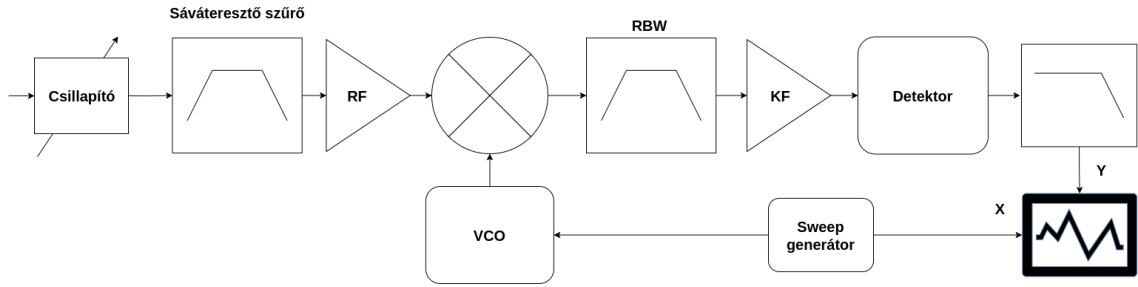 Sáváteresztő szűrő
RBW
Csillapító
RF
KF
Detektor
Y
X
VCO
Sweep
generátor